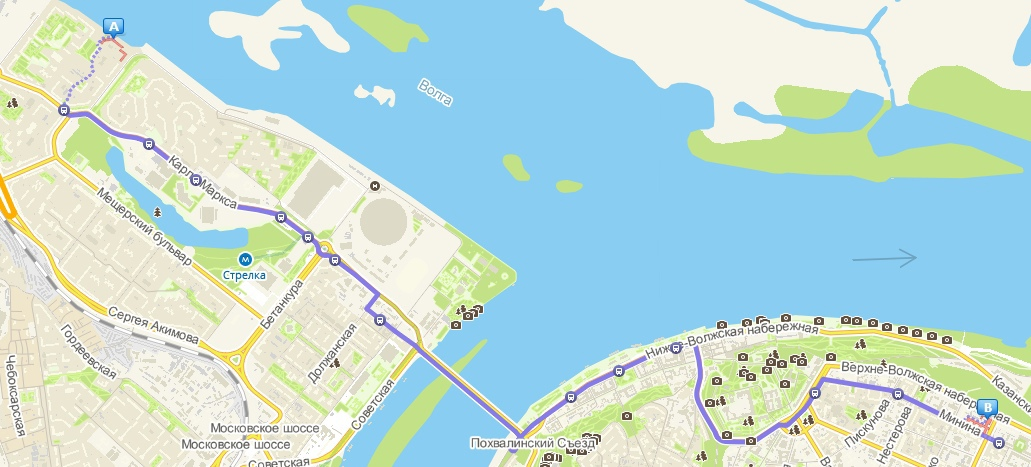 A
Волга
Карла Маркса
Мещерский бульвар
М
Стрелка
Сергея Акимова
Гордеевская
Чебоксарская
Бетанкура
Должанская
Советская
Московское шоссе
Московское шоссе
Советская
Похвалинский Съезд
Нижне-Волжская набережная
Верхне-Волжская набережная
Казанск
Минина
Пискунова
Нестерова
B